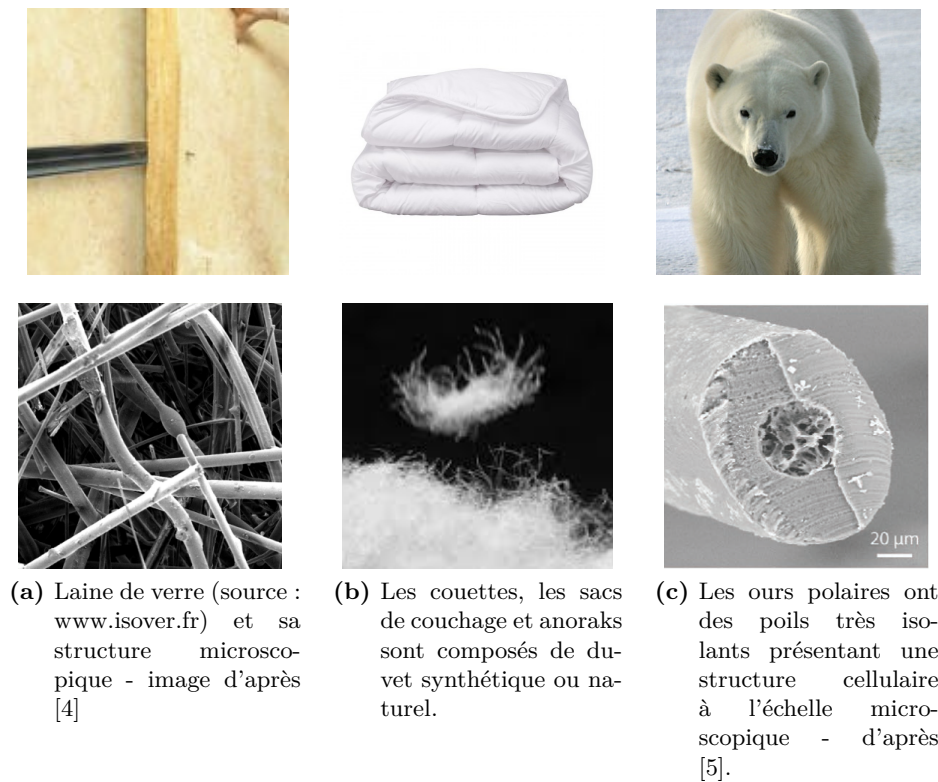 20 µm
(a) Laine de verre (source :
www.isover.fr) et sa
structure microsco-
pique - image d'après
[4]
(b) Les couettes, les sacs
de couchage et anoraks
sont composés de du-
vet synthétique ou na-
turel.
(c) Les ours polaires ont
des poils très iso-
lants présentant une
structure cellulaire
à l'échelle micro-
scopique - d'après
[5].